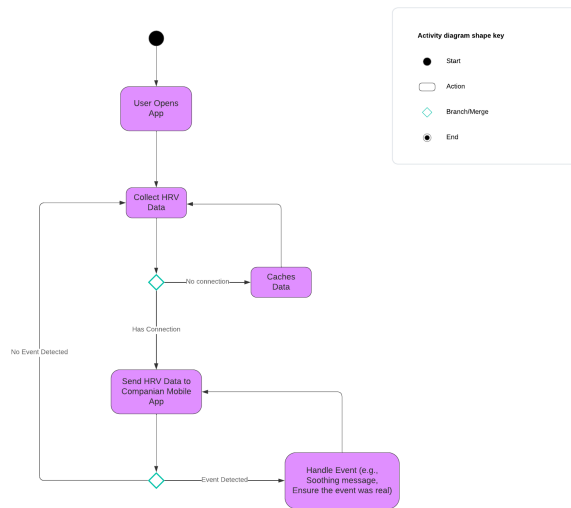 Activity diagram shape key
Start
Action
Branch/Merge
End
User Opens
App
Collect HRV
Data
No connection
Caches
Data
Has Connection
No Event Detected
Send HRV Data to
Companian Mobile
App
Event Detected
Handle Event (e.g.,
Soothing message,
Ensure the event was real)